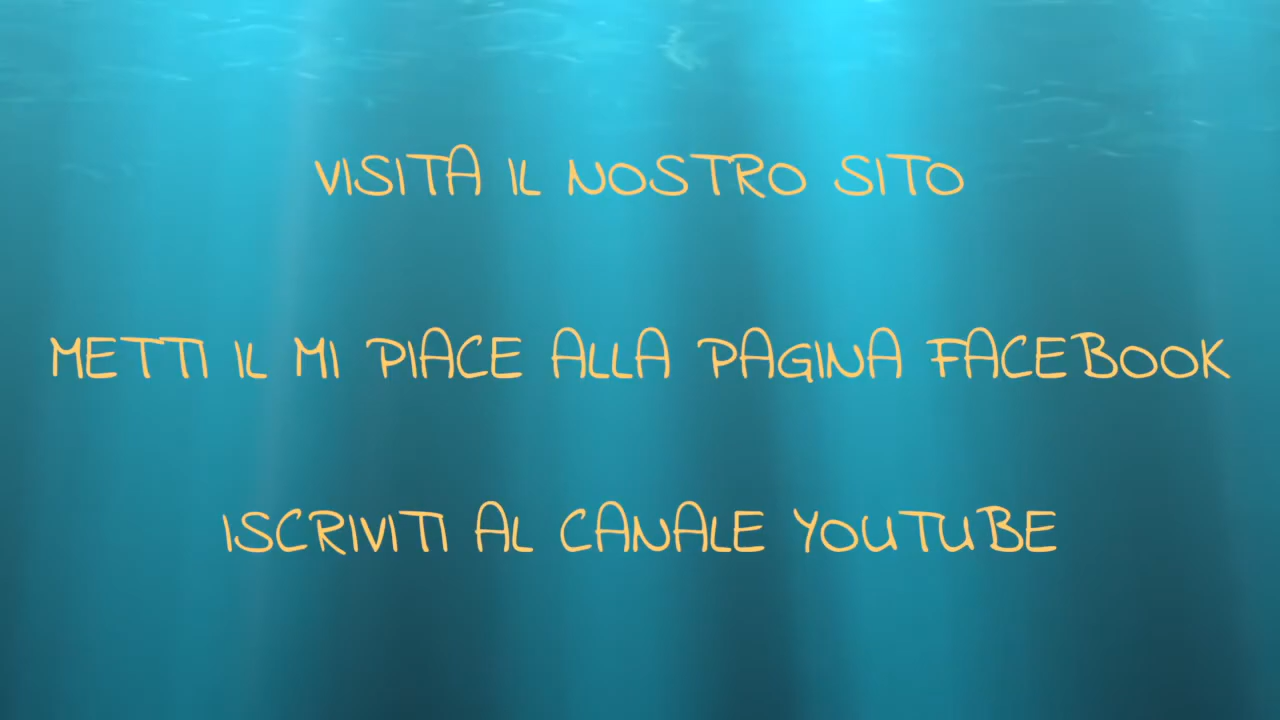 VISITA IL NOSTRO SITO
METTI IL MI PIACE ALLA PAGINA FACEBOOK
ISCRIVITI AL CANALE YOUTUBE